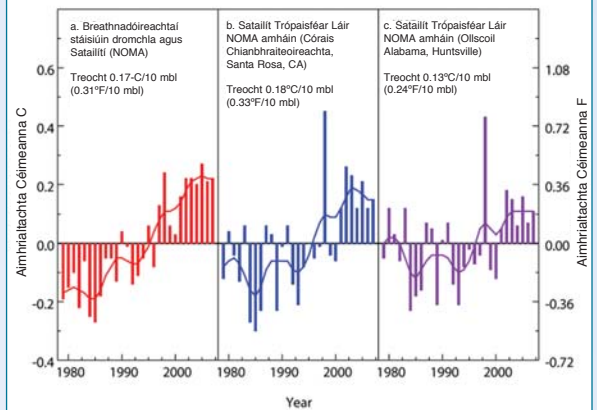 a. Breathnadóireachtaí
stáisiúin dromchla agus
Satailítí (NOMA)
Treocht 0.17-C/10 mbl
(0.31ºF/10 mbl)
b. Satailít Trópaisféar Láir
NOMA amháin (Córais
Chianbhraiteoireachta,
Santa Rosa, CA)
Treocht 0.18ºC/10 mbl
(0.33ºF/10 mbl)
c. Satailít Trópaisféar Láir
NOMA amháin (Ollscoil
Alabama, Huntsville)
Treocht 0.13ºC/10 mbl
(0.24ºF/10 mbl)
Aimhrialtachta Céimeanna C
0.6
0.4
0.2
0.0
-0.2
-0.4
1.08
0.72
0.36
0.00
-0.36
-0.72
Aimhrialtachta Céimeanna F
1980 1990 2000 1980 1990 2000 1980 1990 2000
Year